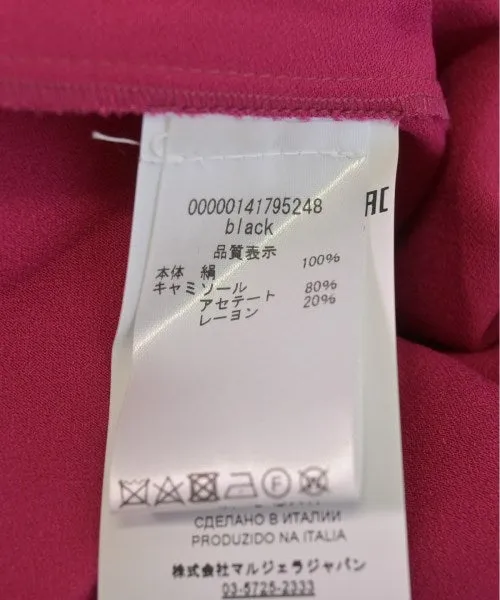 00000141795248
black
品質表示
本体 絹 100%
キャミソール
アセテート 80%
レーヨン 20%
СДЕЛАНО В ИТАЛИИ
PRODUZIDO NA ITALIA
株式会社マルジェラジャパン
03-5725-2333